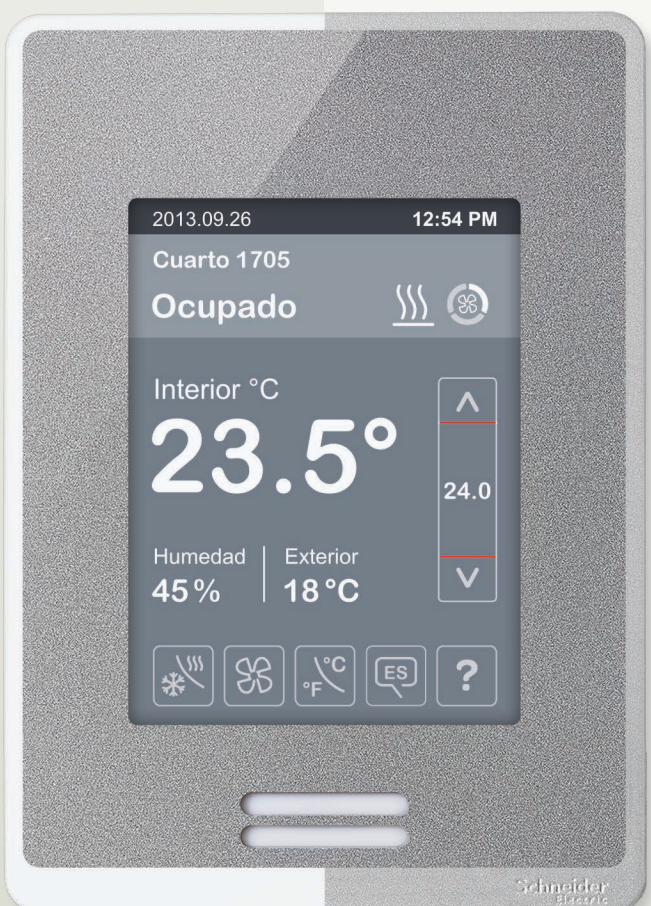 2013.09.26 12:54 PM
Cuarto 1705
Ocupado
Interior °C
23.5°
24.0
Humedad Exterior
45% 18°C
°C
°F
ES
?
Schneider
Electric